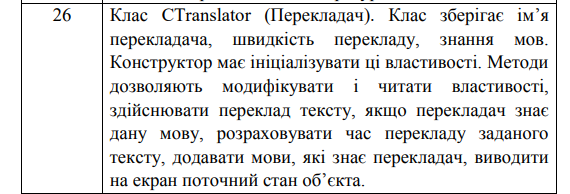 26
Клас CTranslator (Перекладач). Клас зберігає ім’я
перекладача, швидкість перекладу, знання мов.
Конструктор має ініціалізувати ці властивості. Методи
дозволяють модифікувати і читати властивості,
здійснювати переклад тексту, якщо перекладач знає
дану мову, розраховувати час перекладу заданого
тексту, додавати мови, які знає перекладач, виводити
на екран поточний стан об’єкта.